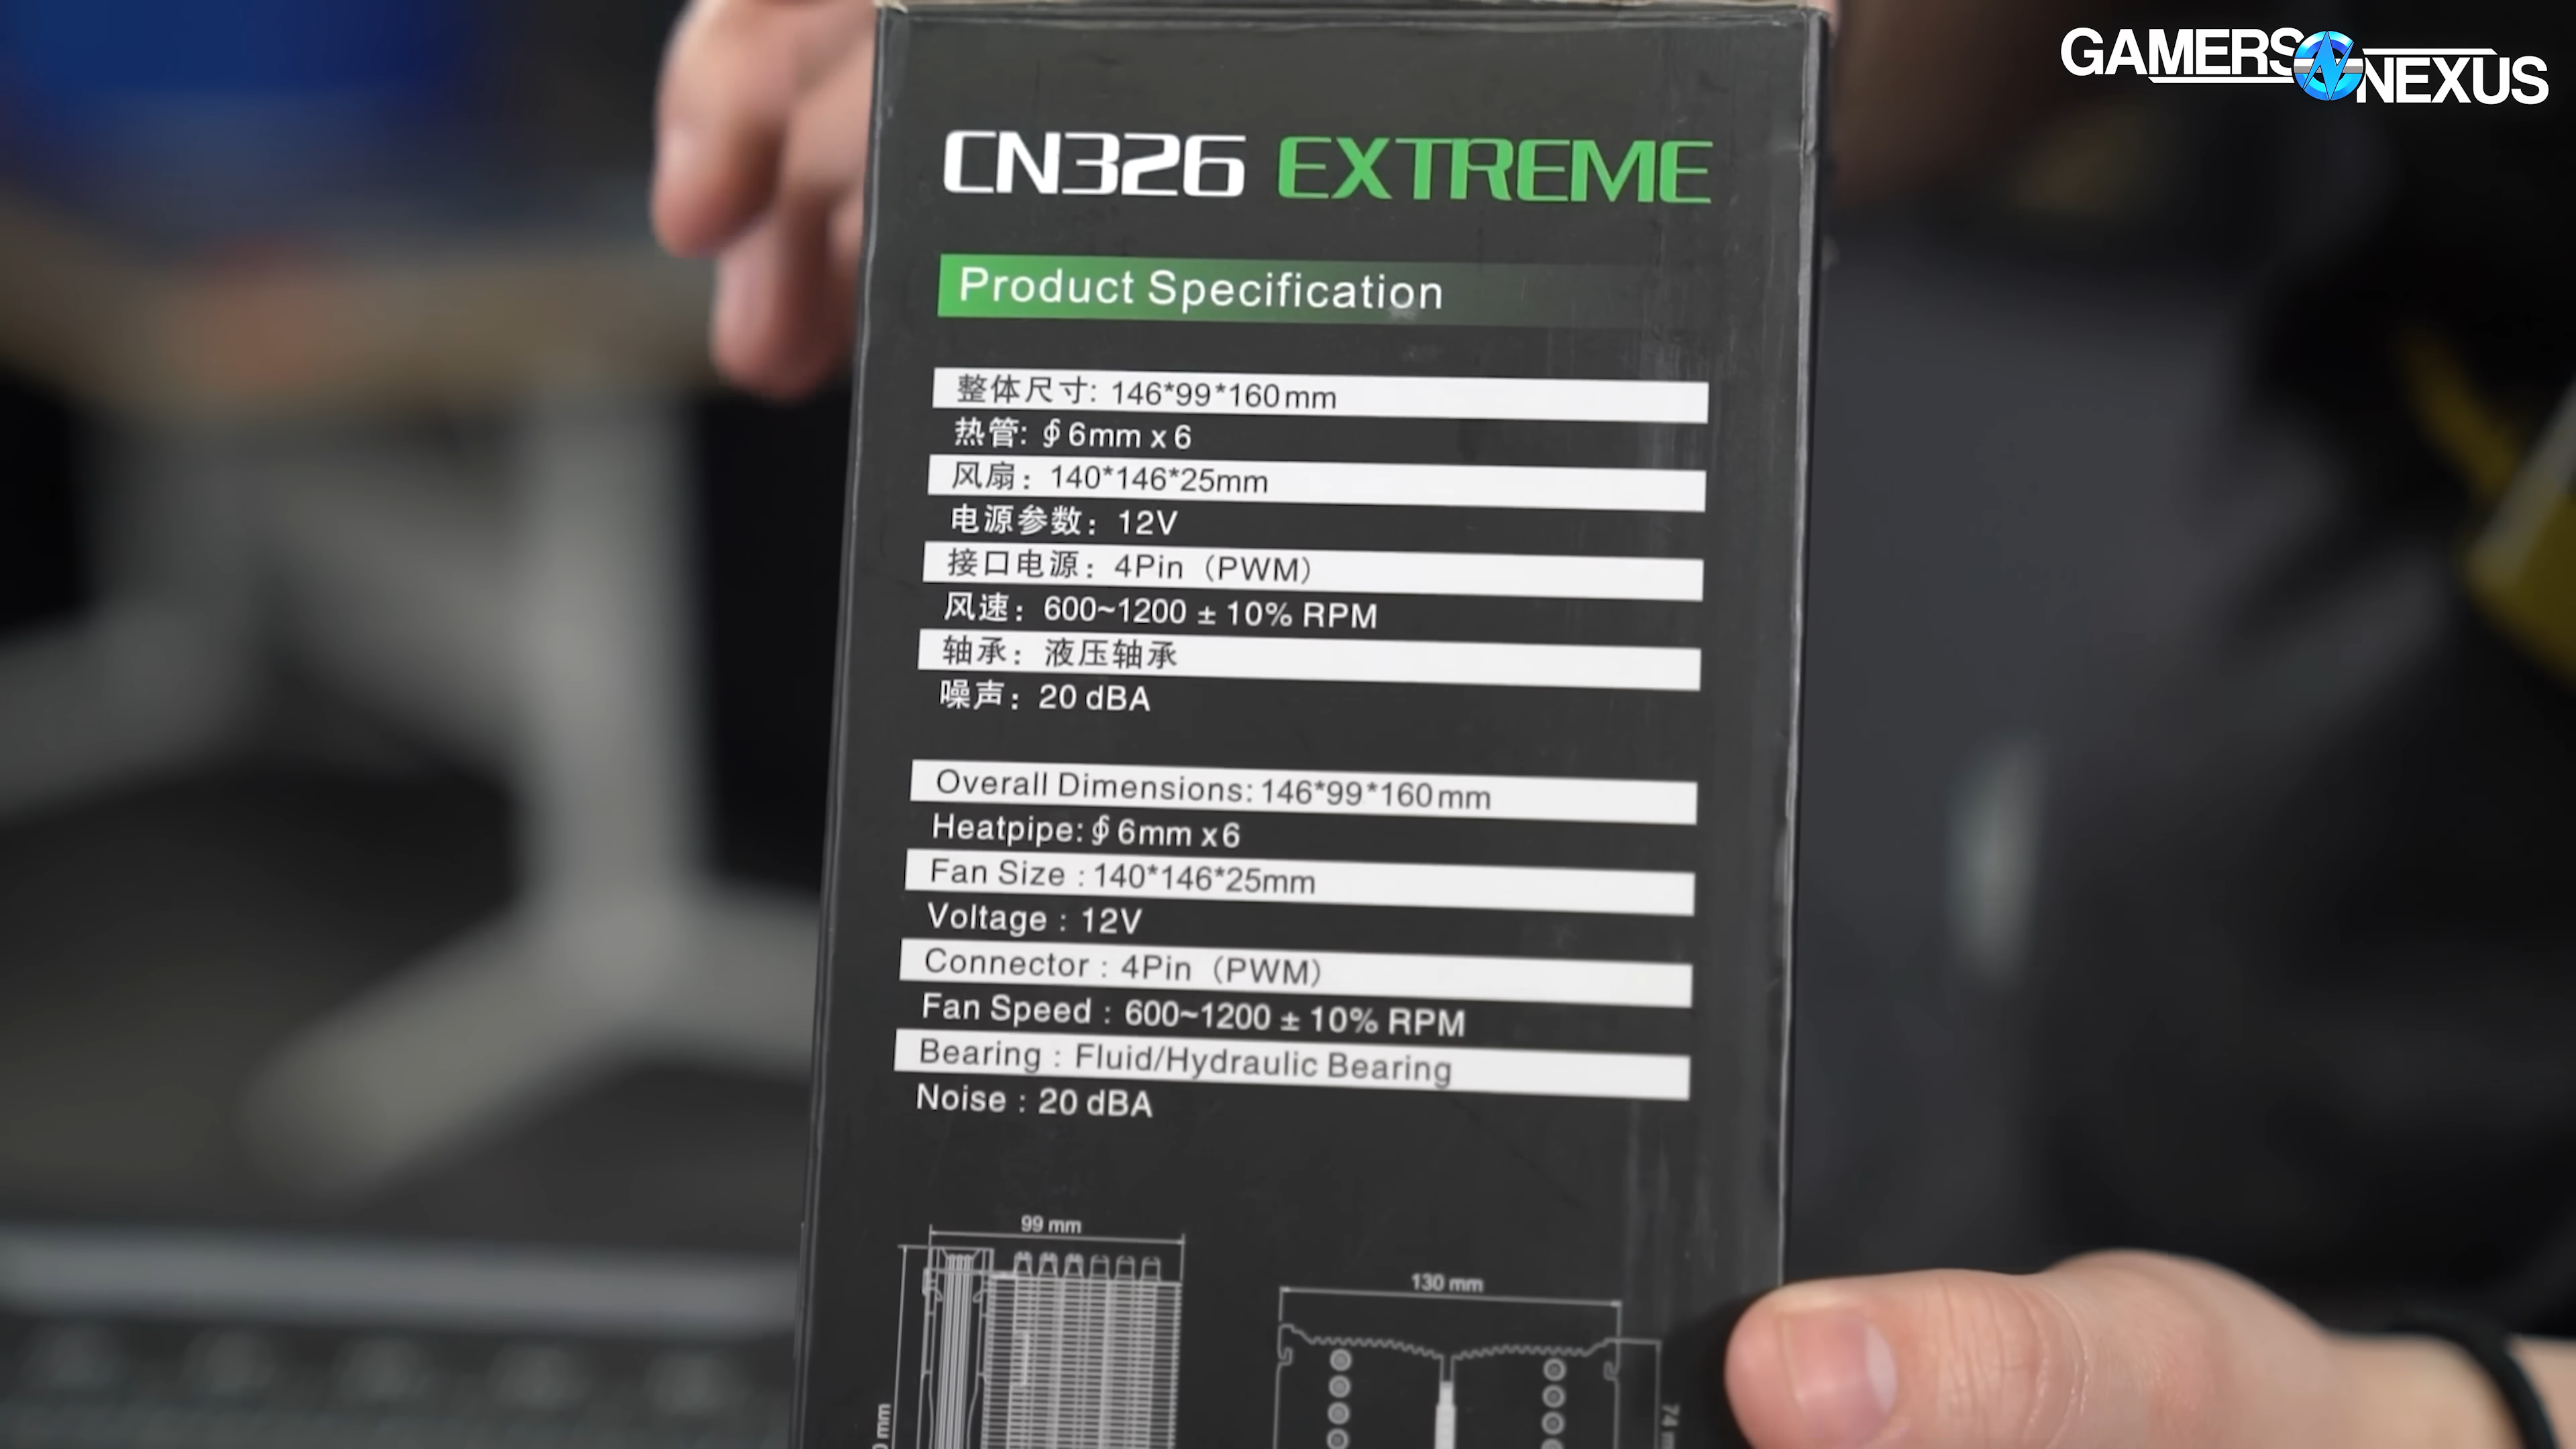 GAMERS NEXUS
CN326 EXTREME
Product Specification
整体尺寸: 146*99*160mm
热管: ∮6mm x 6
风扇: 140*146*25mm
电源参数: 12V
接口电源: 4Pin（PWM）
风速: 600~1200 ± 10% RPM
轴承: 液压轴承
噪声: 20 dBA
Overall Dimensions: 146*99*160mm
Heatpipe: ∮6mm x6
Fan Size : 140*146*25mm
Voltage : 12V
Connector : 4Pin（PWM）
Fan Speed : 600~1200 ± 10% RPM
Bearing : Fluid/Hydraulic Bearing
Noise : 20 dBA
99 mm
130 mm
74
mm